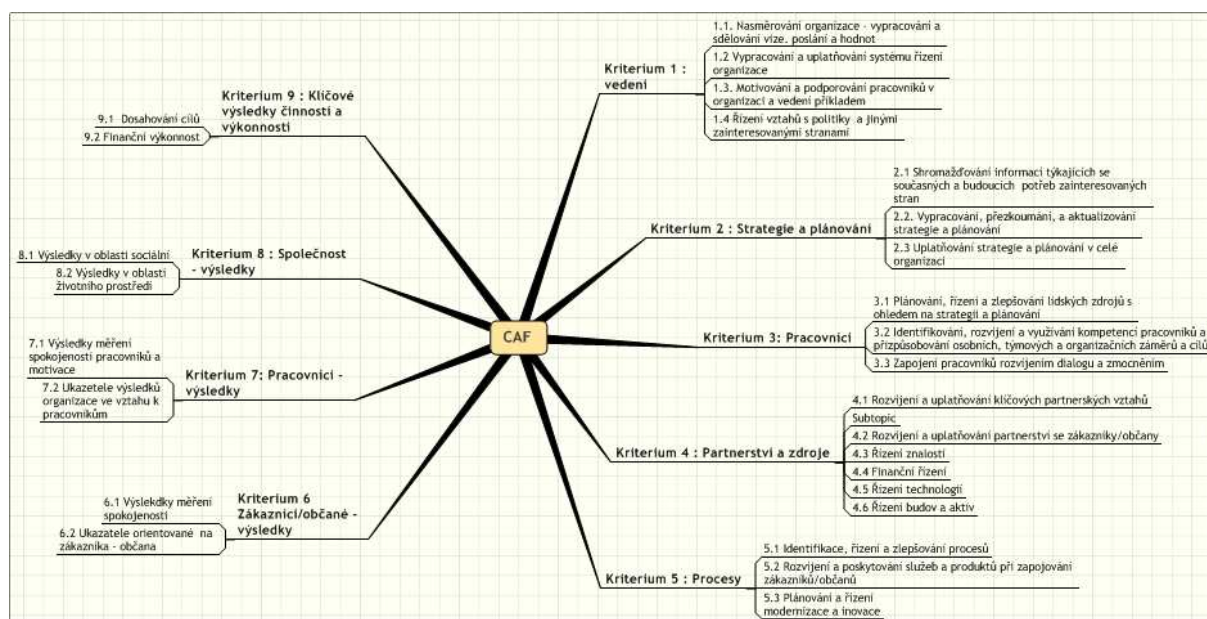 CAF
Kriterium 1 :
vedení
1.1. Nasměrování organizace - vypracování a
sdělování vize. poslání a hodnot
1.2 Vypracování a uplatňování systému řízení
organizace
1.3. Motivování a podporování pracovníků v
organizaci a vedení příkladem
1.4 Řízení vztahů s politiky a jinými
zainteresovanými stranami
Kriterium 2 : Strategie a plánování
2.1 Shromažďování informací týkajících se
současných a budoucích potřeb zainteresovaných
stran
2.2. Vypracování, přezkoumání, a aktualizování
strategie a plánování
2.3 Uplatňování strategie a plánování v celé
organizaci
Kriterium 3: Pracovníci
3.1 Plánování, řízení a zlepšování lidských zdrojů s
ohledem na strategii a plánování
3.2 Identifikování, rozvíjení a využívání kompetencí pracovníků a
přizpůsobování osobních, týmových a organizačních záměrů a cílů
3.3 Zapojení pracovníků rozvíjením dialogu a zmocněním
Kriterium 4 : Partnerství a zdroje
4.1 Rozvíjení a uplatňování klíčových partnerských vztahů
Subtopic
4.2 Rozvíjení a uplatňování partnerství se zákazníky/občany
4.3 Řízení znalostí
4.4 Finanční řízení
4.5 Řízení technologií
4.6 Řízení budov a aktiv
Kriterium 5 : Procesy
5.1 Identifikace, řízení a zlepšování procesů
5.2 Rozvíjení a poskytování služeb a produktů při zapojování
zákazníků/občanů
5.3 Plánování a řízení
modernizace a inovace
Kriterium 6
Zákazníci/občané -
výsledky
6.1 Výslekdky měření
spokojenosti
6.2 Ukazatele orientované na
zákazníka - občana
Kriterium 7: Pracovníci -
výsledky
7.1 Výsledky měření
spokojenosti pracovníků a
motivace
7.2 Ukazetele výsledků
organizace ve vztahu k
pracovníkům
Kriterium 8 : Společnost
- výsledky
8.1 Výsledky v oblasti sociální
8.2 Výsledky v oblasti
životního prostředí
Kriterium 9 : Klíčové
výsledky činností a
výkonnosti
9.1 Dosahování cílů
9.2 Finanční výkonnost